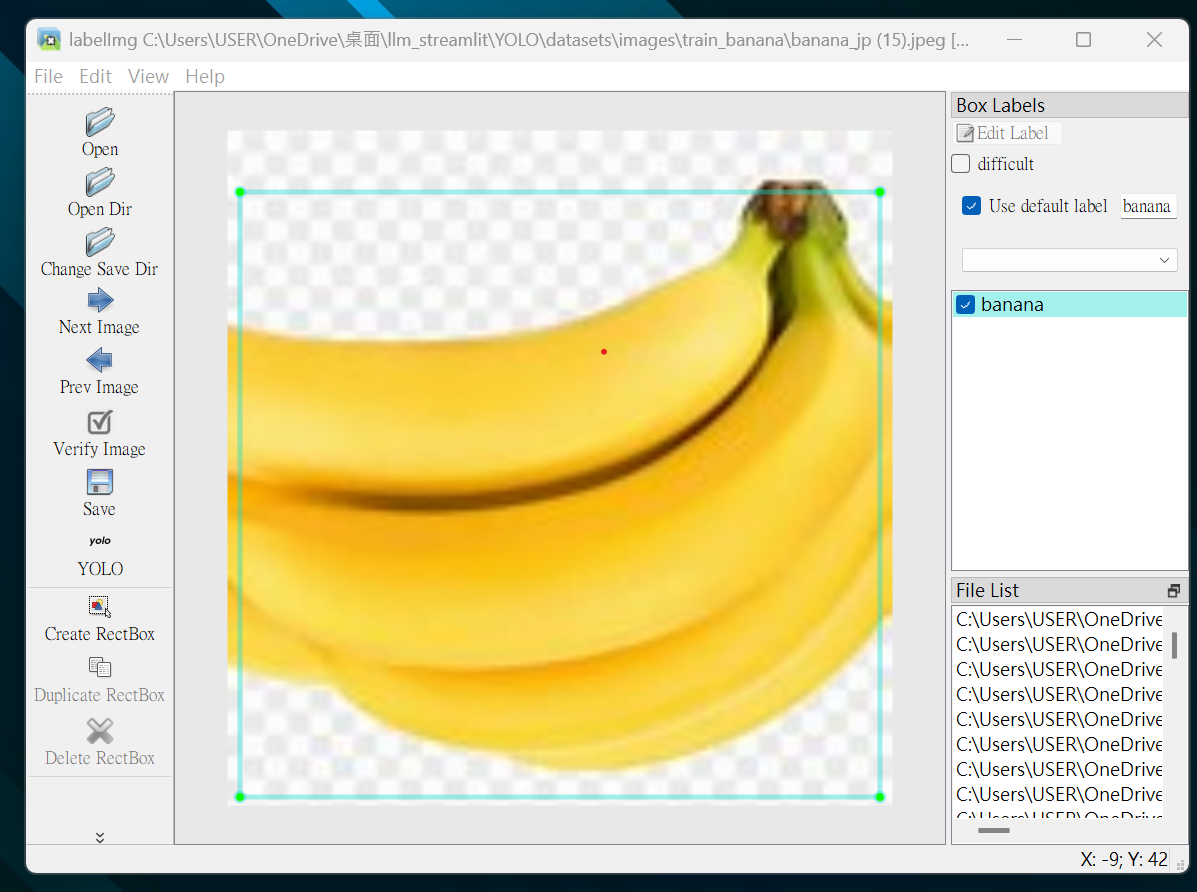 labelImg C:\Users\USER\OneDrive\桌面\llm_streamlit\YOLO\datasets\images\train_banana\banana_jp (15).jpeg [...
File Edit View Help
Open
Open Dir
Change Save Dir
Next Image
Prev Image
Verify Image
Save
yolo
YOLO
Create RectBox
Duplicate RectBox
Delete RectBox
Box Labels
Edit Label
difficult
Use default label banana
banana
File List
C:\Users\USER\OneDrive
C:\Users\USER\OneDrive
C:\Users\USER\OneDrive
C:\Users\USER\OneDrive
C:\Users\USER\OneDrive
C:\Users\USER\OneDrive
C:\Users\USER\OneDrive
C:\Users\USER\OneDrive
X: -9; Y: 42